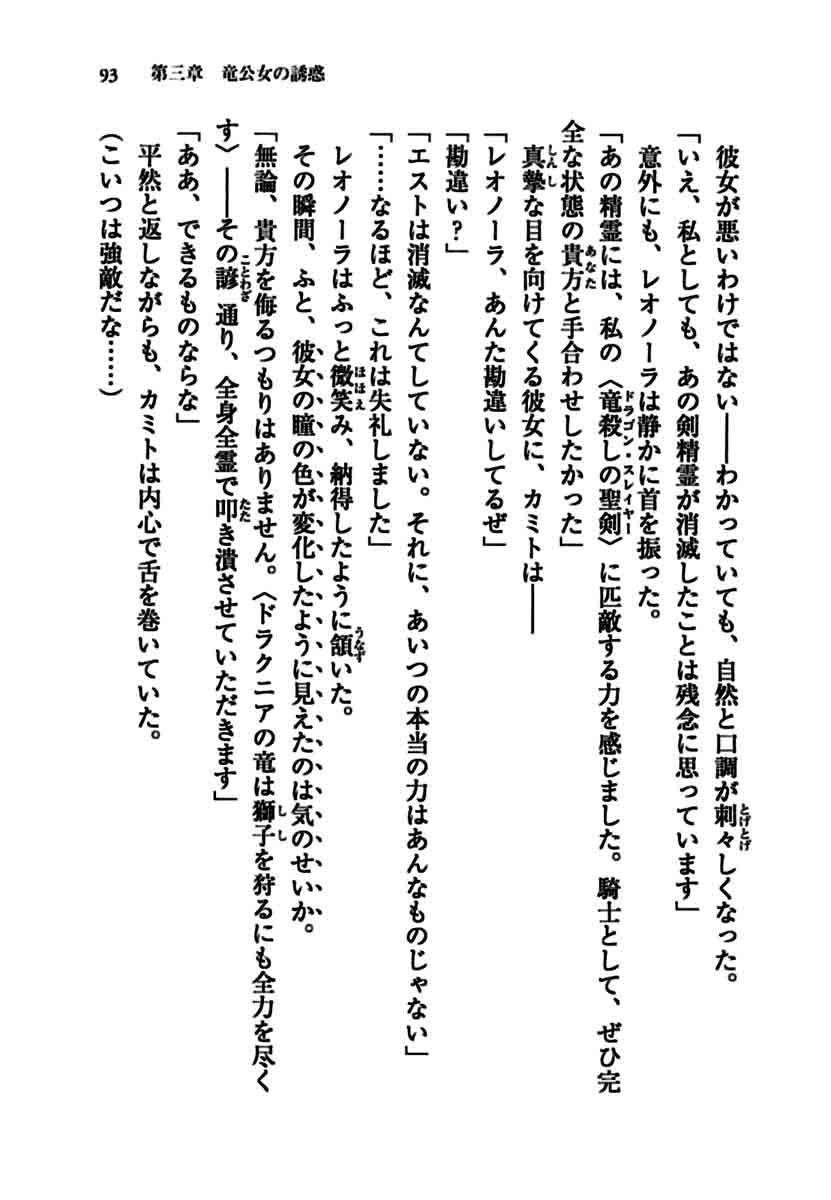 93　第三章　竜公女の誘惑
　彼女が悪いわけではない――わかっていても、自然と口調が刺々しくなった。
「いえ、私としても、あの剣精霊が消滅したことは残念に思っています」
　意外にも、レオノーラは静かに首を振った。
「あの精霊には、私の〈竜殺しの聖剣〉に匹敵する力を感じました。騎士として、ぜひ完
全な状態の貴方と手合わせしたかった」
　真摯な目を向けてくる彼女に、カミトは――
「レオノーラ、あんた勘違いしてるぜ」
「勘違い？」
「エストは消滅なんてしていない。それに、あいつの本当の力はあんなものじゃない」
「……なるほど、これは失礼しました」
　レオノーラはふっと微笑み、納得したように頷いた。
　その瞬間、ふと、彼女の瞳の色が変化したように見えたのは気のせいか。
「無論、貴方を侮るつもりはありません。〈ドラクニアの竜は獅子を狩るにも全力を尽く
す〉――その諺通り、全身全霊で叩き潰させていただきます」
「ああ、できるものならな」
　平然と返しながらも、カミトは内心で舌を巻いていた。
（こいつは強敵だな……）